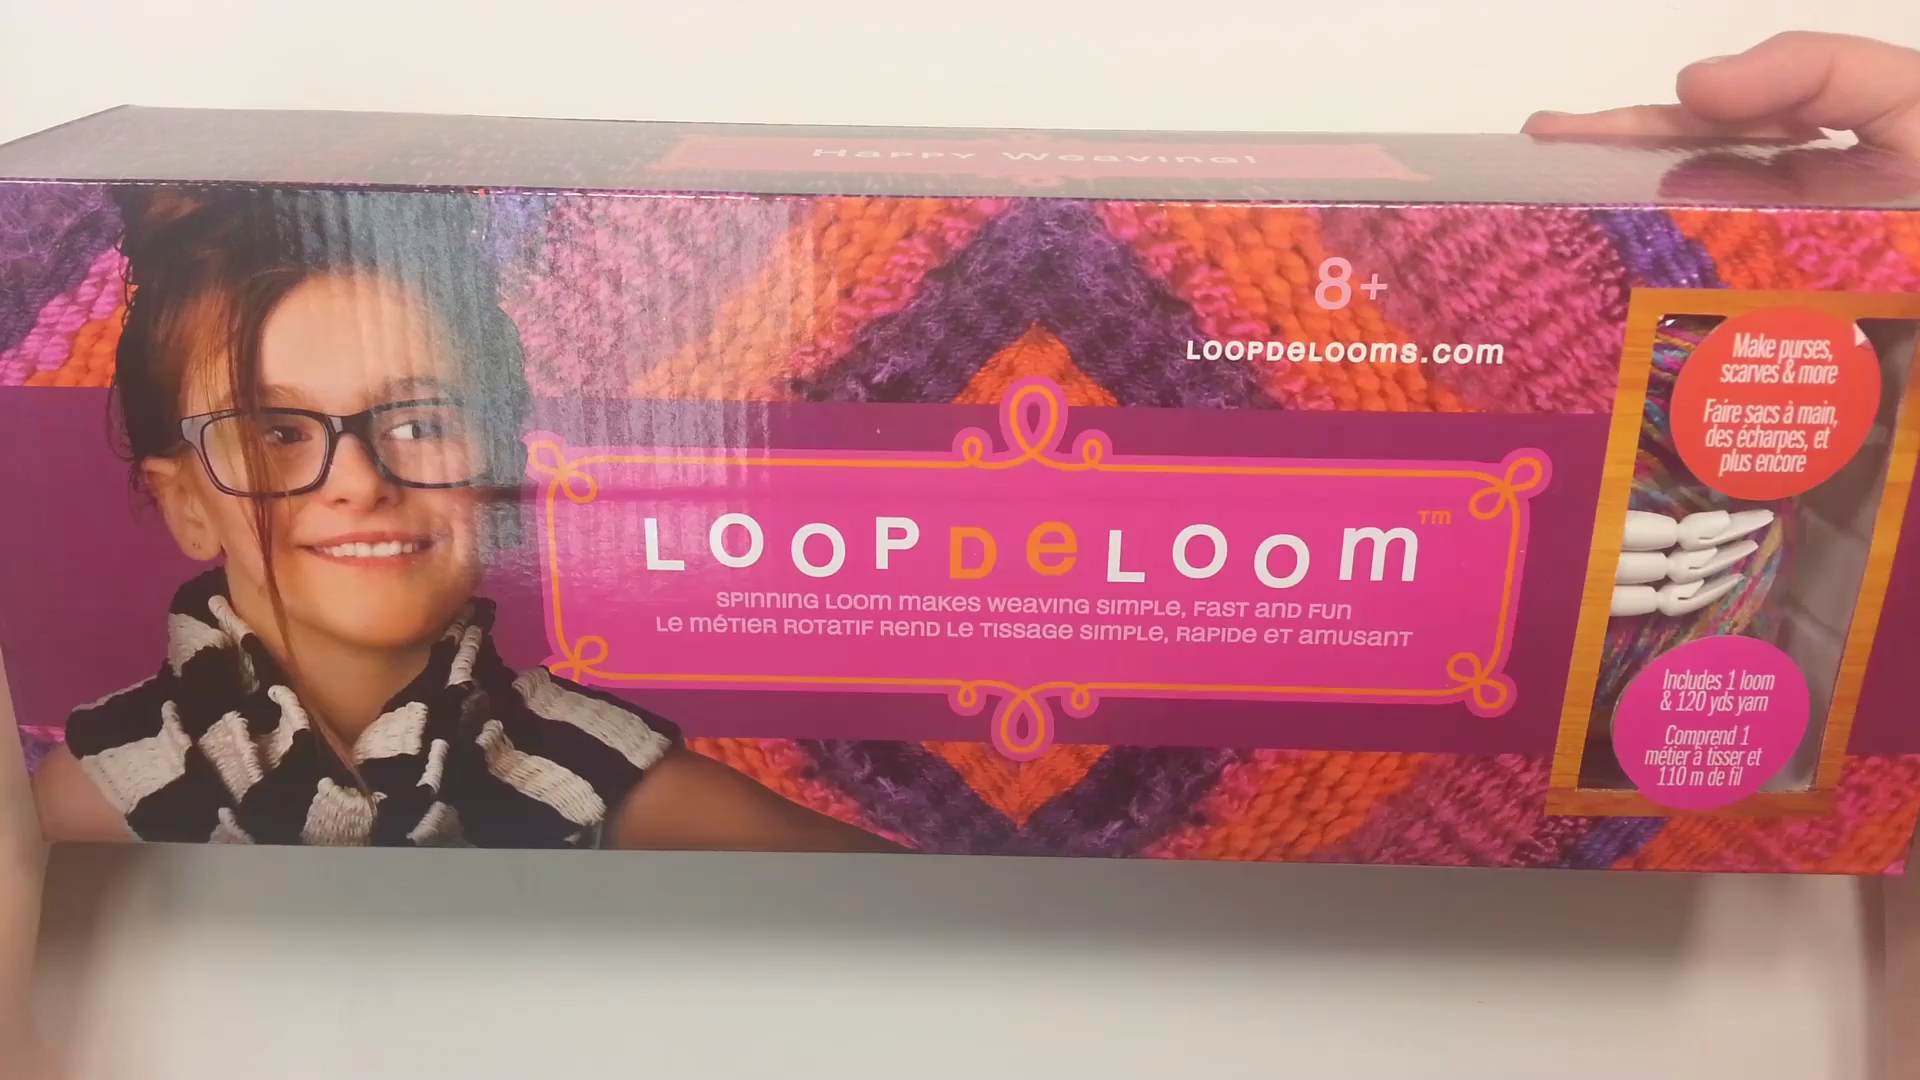 Happy Weaving!
8+
LOOPDeLOOMS.com
Make purses,
scarves & more
Faire sacs à main,
des écharpes, et
plus encore
LOOPDeLOOm™
SPINNING LOOM makes weaving simple, Fast and Fun
Le métier rotatif rend le tissage simple, rapide et amusant
Includes 1 loom
& 120 yds yarn
Comprend 1
métier à tisser et
110 m de fil